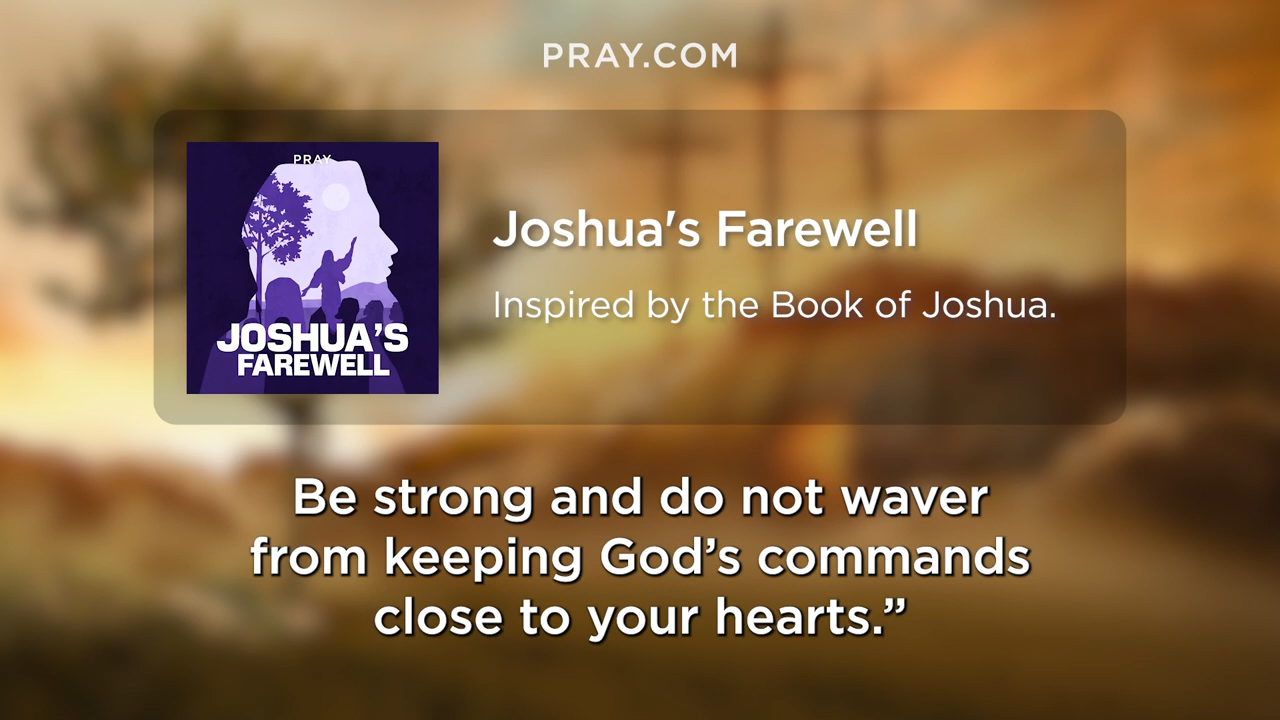 PRAY.COM
PRAY
JOSHUA'S
FAREWELL
Joshua's Farewell
Inspired by the Book of Joshua.
Be strong and do not waver
from keeping God’s commands
close to your hearts.”